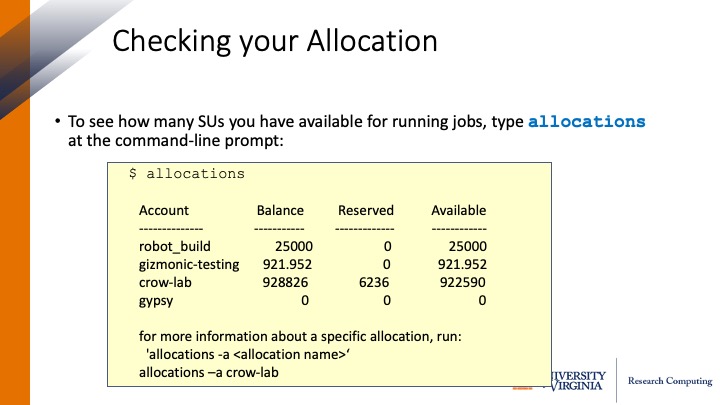 Checking your Allocation
• To see how many SUs you have available for running jobs, type allocations
at the command-line prompt:
$ allocations
Account Balance Reserved Available
-------------- ----------- ------------- ------------
robot_build 25000 0 25000
gizmonic-testing 921.952 0 921.952
crow-lab 928826 6236 922590
gypsy 0 0 0
for more information about a specific allocation, run:
'allocations -a <allocation name>‘
allocations –a crow-lab
VIRGINIA
Research Computing